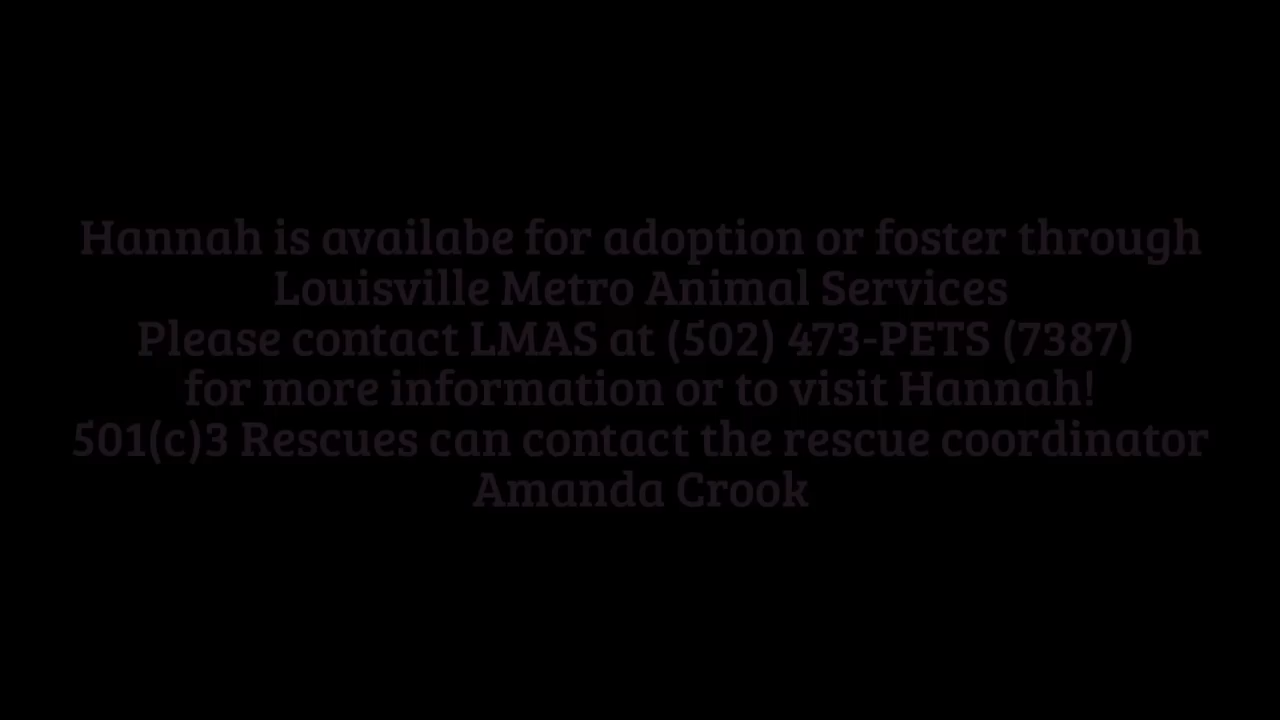 Hannah is availabe for adoption or foster through
Louisville Metro Animal Services
Please contact LMAS at (502) 473-PETS (7387)
for more information or to visit Hannah!
501(c)3 Rescues can contact the rescue coordinator
Amanda Crook